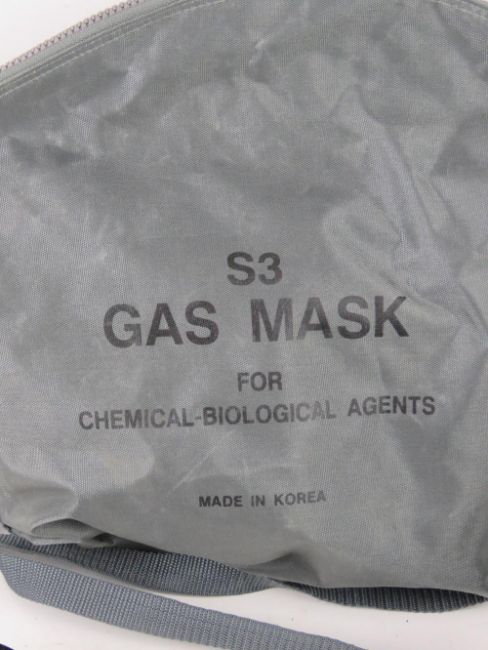 S3
GAS MASK
FOR
CHEMICAL-BIOLOGICAL AGENTS
MADE IN KOREA